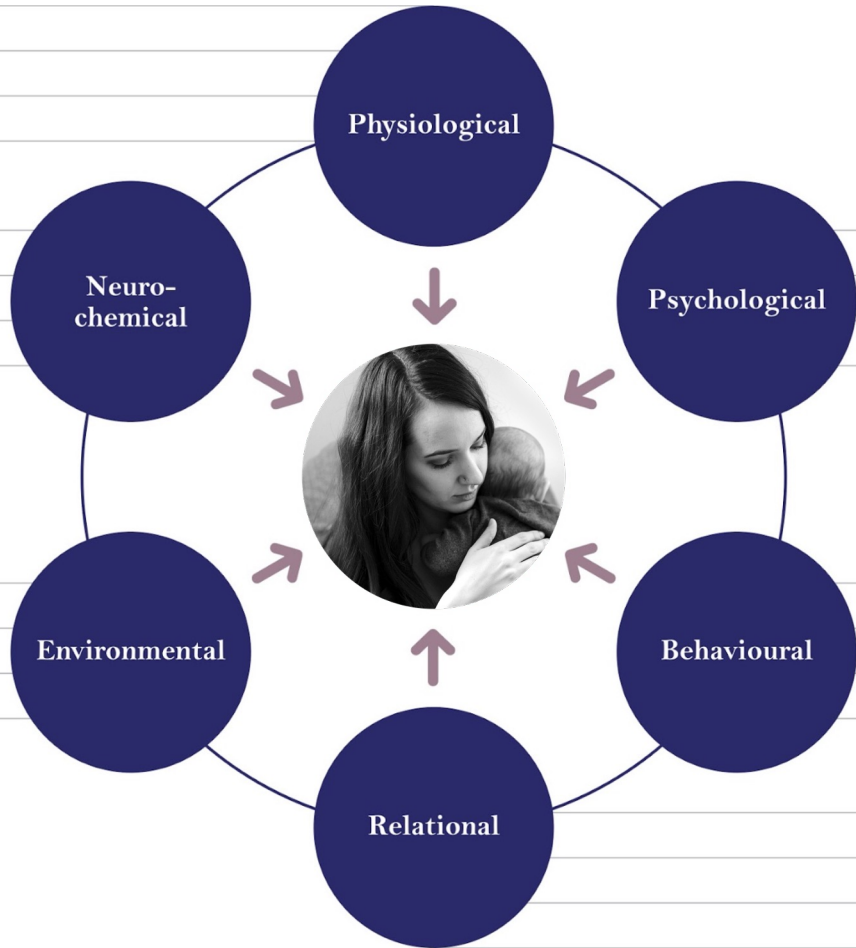 Physiological
Neuro-
chemical
Psychological
Environmental
Behavioural
Relational